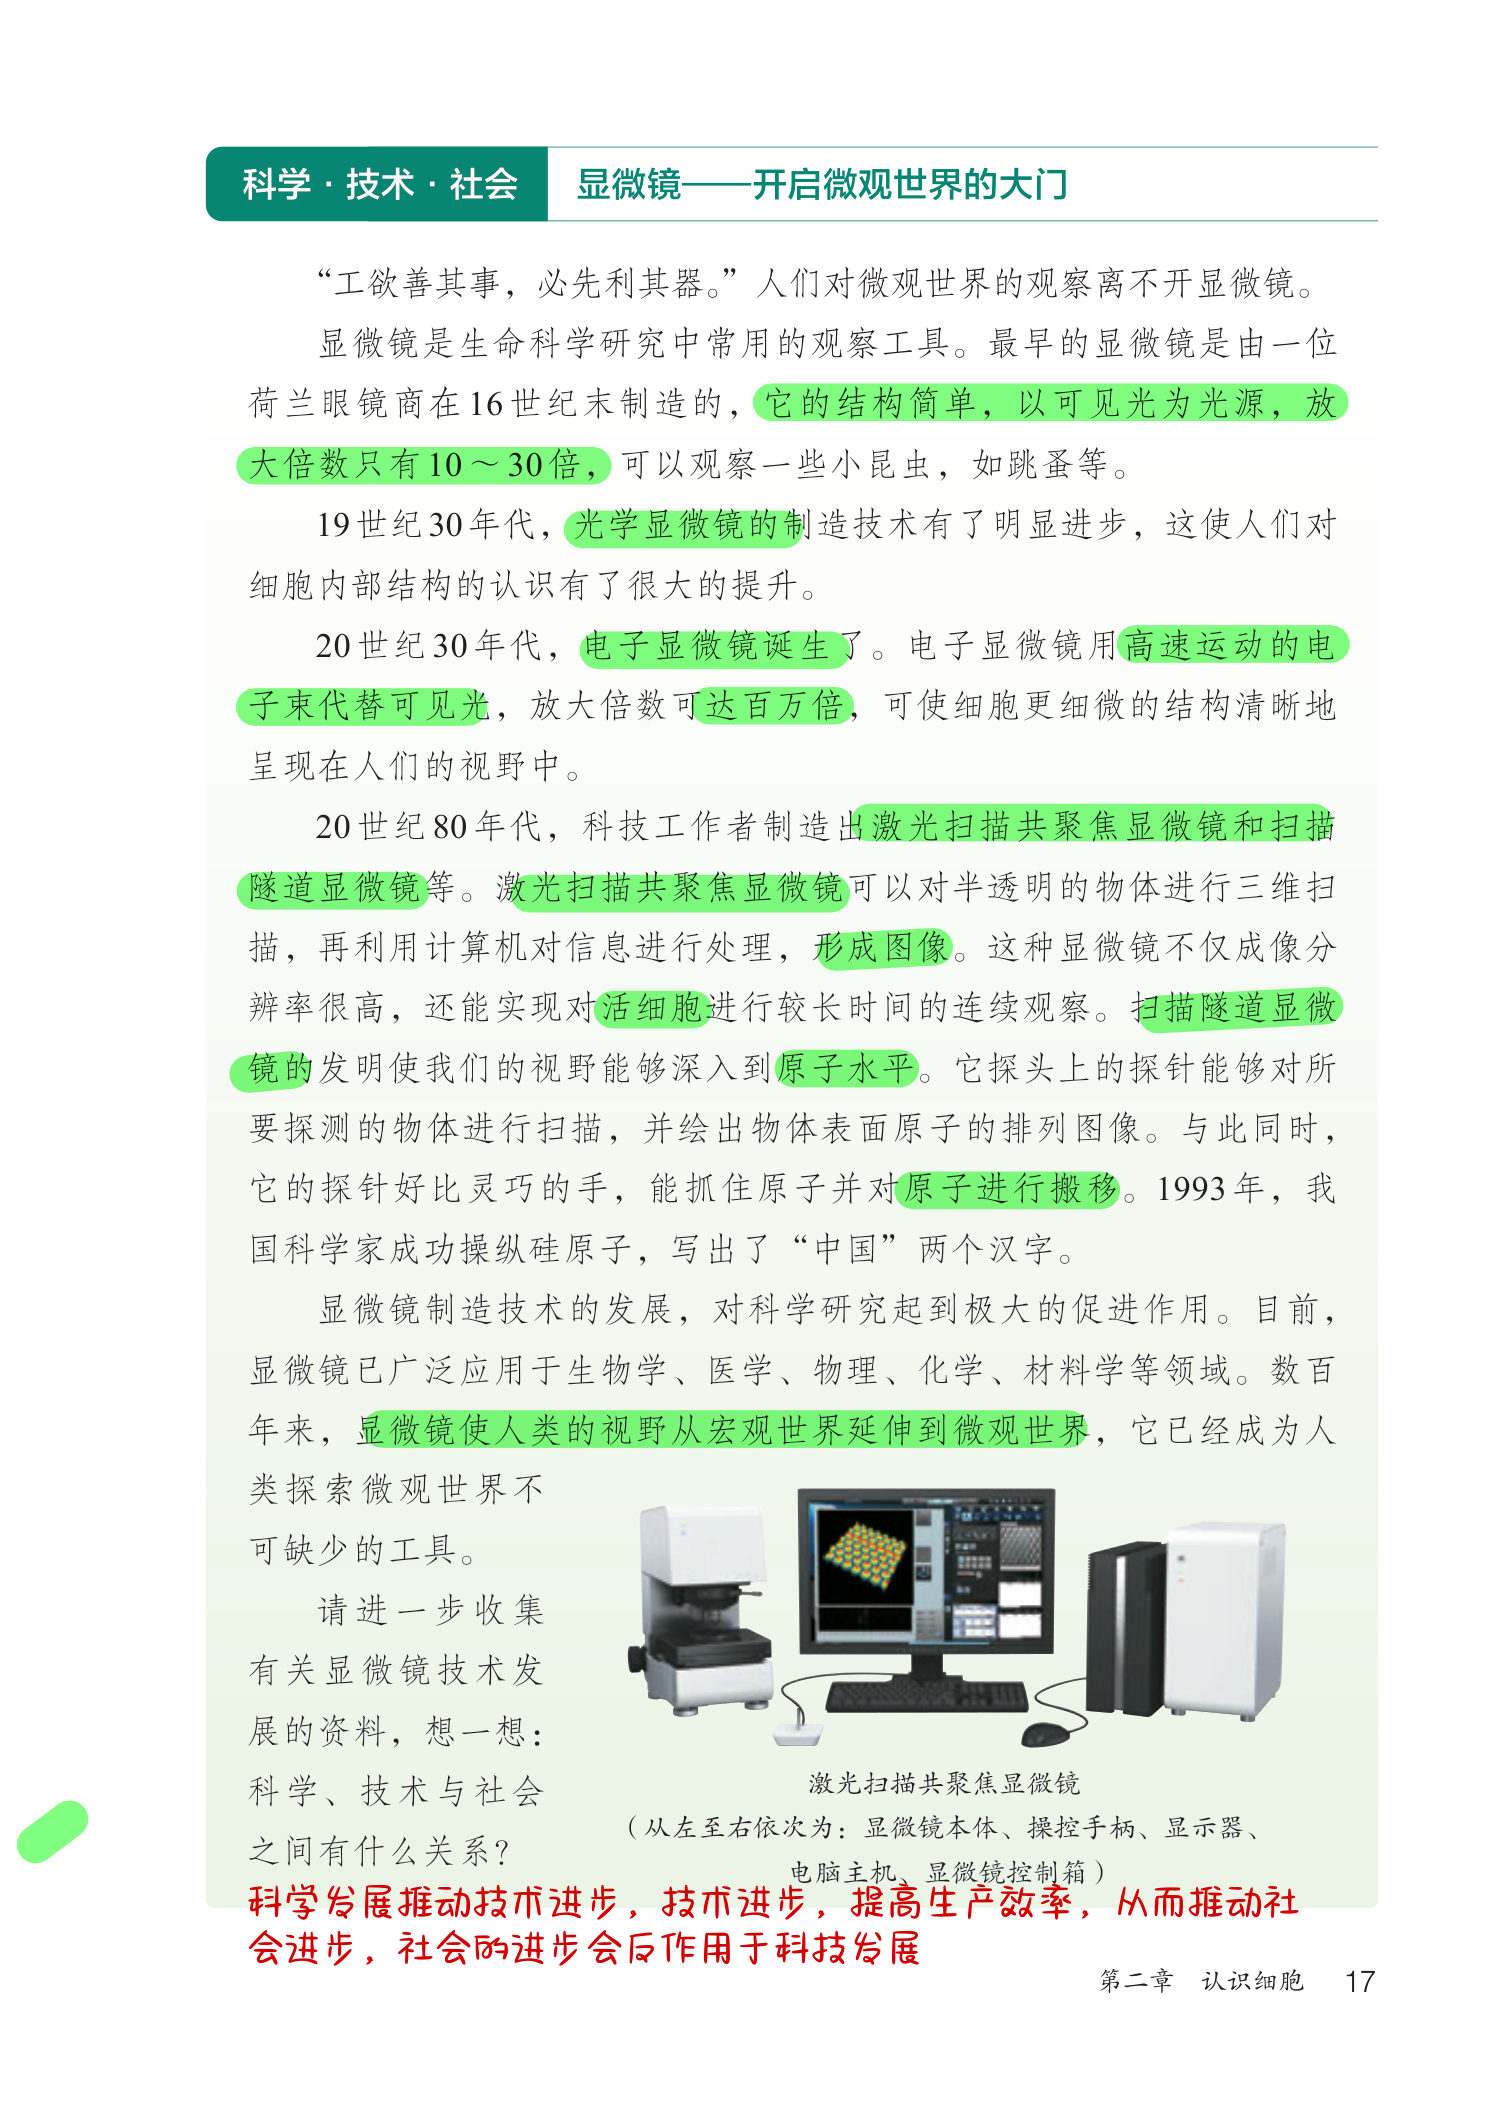 科学·技术·社会 显微镜——开启微观世界的大门
“工欲善其事，必先利其器。”人们对微观世界的观察离不开显微镜。
显微镜是生命科学研究中常用的观察工具。最早的显微镜是由一位
荷兰眼镜商在16世纪末制造的，它的结构简单，以可见光为光源，放
大倍数只有10～30倍，可以观察一些小昆虫，如跳蚤等。
19世纪30年代，光学显微镜的制造技术有了明显进步，这使人们对
细胞内部结构的认识有了很大的提升。
20世纪30年代，电子显微镜诞生了。电子显微镜用高速运动的电
子束代替可见光，放大倍数可达百万倍，可使细胞更细微的结构清晰地
呈现在人们的视野中。
20世纪80年代，科技工作者制造出激光扫描共聚焦显微镜和扫描
隧道显微镜等。激光扫描共聚焦显微镜可以对半透明的物体进行三维扫
描，再利用计算机对信息进行处理，形成图像。这种显微镜不仅成像分
辨率很高，还能实现对活细胞进行较长时间的连续观察。扫描隧道显微
镜的发明使我们的视野能够深入到原子水平。它探头上的探针能够对所
要探测的物体进行扫描，并绘出物体表面原子的排列图像。与此同时，
它的探针好比灵巧的手，能抓住原子并对原子进行搬移。1993年，我
国科学家成功操纵硅原子，写出了“中国”两个汉字。
显微镜制造技术的发展，对科学研究起到极大的促进作用。目前，
显微镜已广泛应用于生物学、医学、物理、化学、材料学等领域。数百
年来，显微镜使人类的视野从宏观世界延伸到微观世界，它已经成为人
类探索微观世界不
可缺少的工具。
请进一步收集
有关显微镜技术发
展的资料，想一想：
科学、技术与社会
之间有什么关系？
激光扫描共聚焦显微镜
（从左至右依次为：显微镜本体、操控手柄、显示器、
电脑主机、显微镜控制箱）
科学发展推动技术进步，技术进步，提高生产效率，从而推动社
会进步，社会的进步会反作用于科技发展
第二章 认识细胞 17